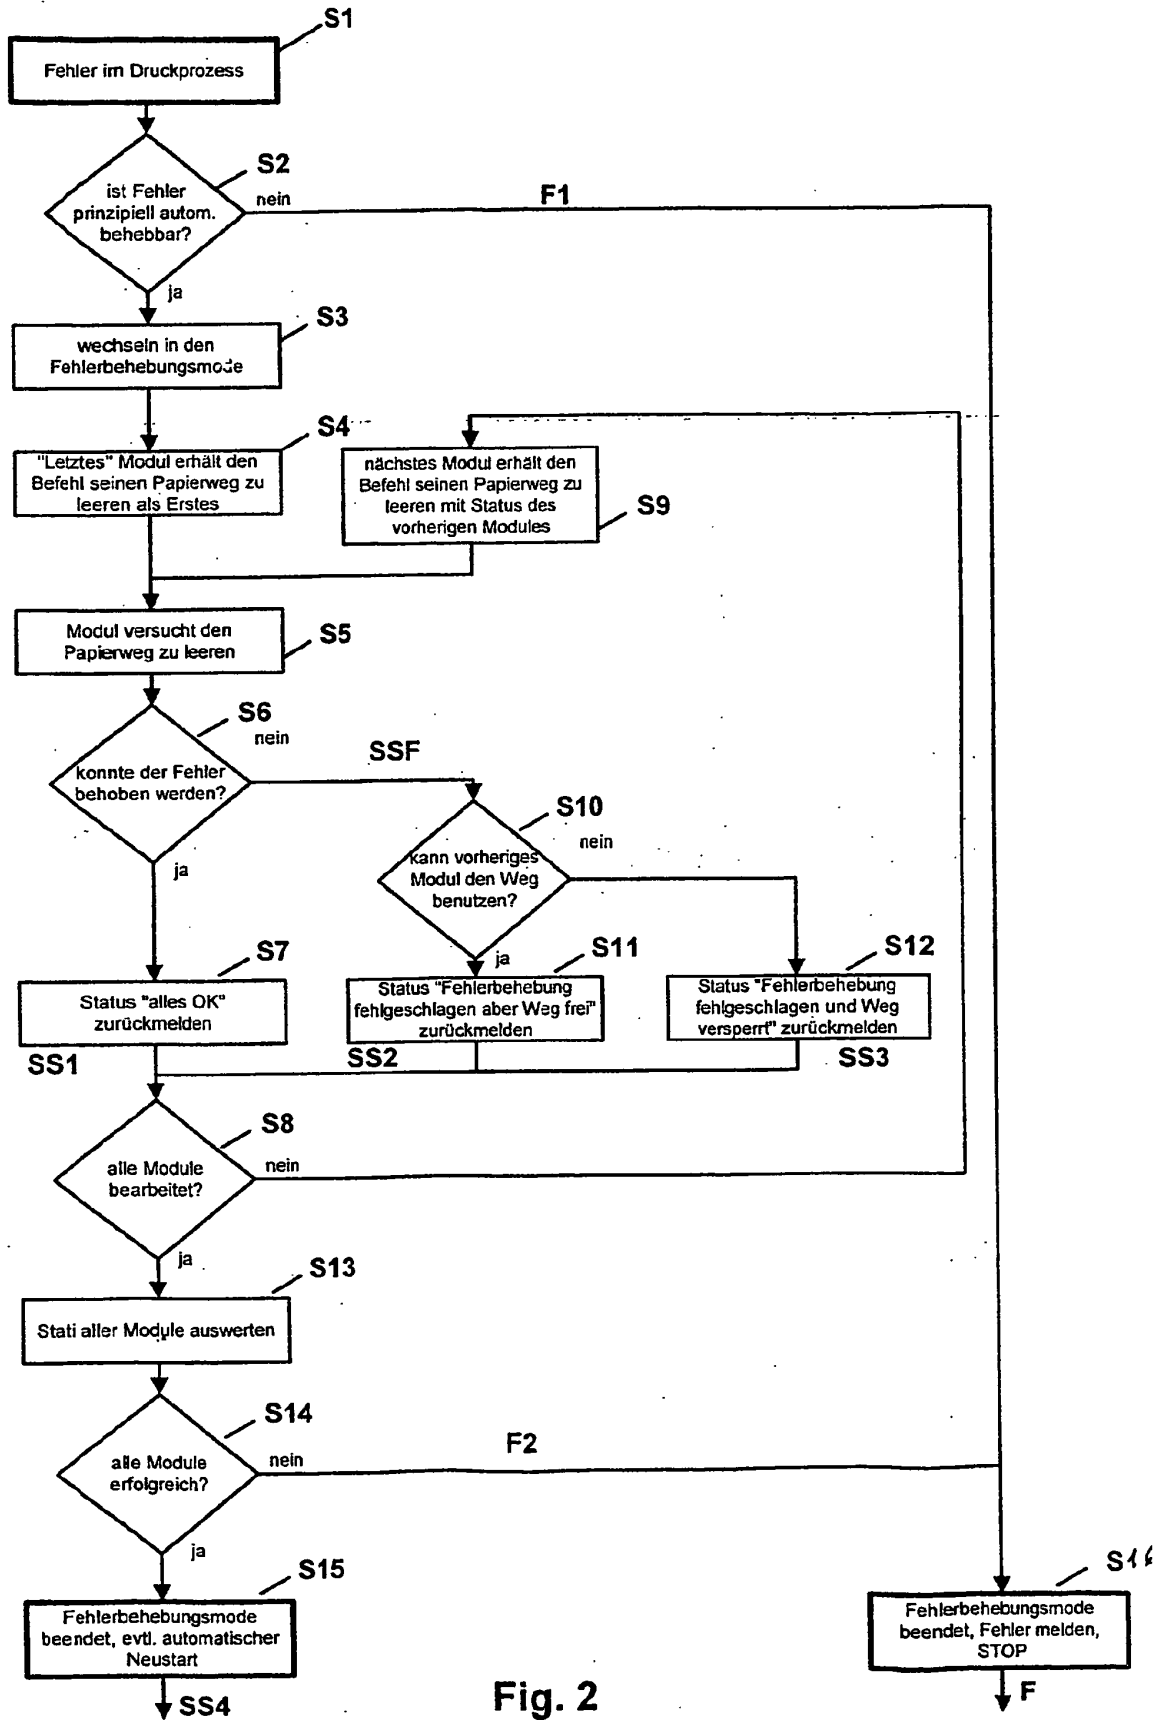 S1
Fehler im Druckprozess
S2
ist Fehler
prinzipiell autom.
behebbar?
nein
F1
ja
S3
wechseln in den
Fehlerbehebungsmode
S4
"Letztes" Modul erhält den
Befehl seinen Papierweg zu
leeren als Erstes
nächstes Modul erhält den
Befehl seinen Papierweg zu
leeren mit Status des
vorherigen Modules
S9
Modul versucht den
Papierweg zu leeren
S5
S6
nein
konnte der Fehler
behoben werden?
SSF
ja
S10
nein
kann vorheriges
Modul den Weg
benutzen?
ja
S7
Status "alles OK"
zurückmelden
SS1
S11
Status "Fehlerbehebung
fehlgeschlagen aber Weg frei"
zurückmelden
SS2
S12
Status "Fehlerbehebung
fehlgeschlagen und Weg
versperrt" zurückmelden
SS3
S8
alle Module
bearbeitet?
nein
ja
S13
Stati aller Module auswerten
S14
alle Module
erfolgreich?
nein
F2
ja
S15
Fehlerbehebungsmode
beendet, evtl. automatischer
Neustart
SS4
S16
Fehlerbehebungsmode
beendet, Fehler melden,
STOP
F
Fig. 2